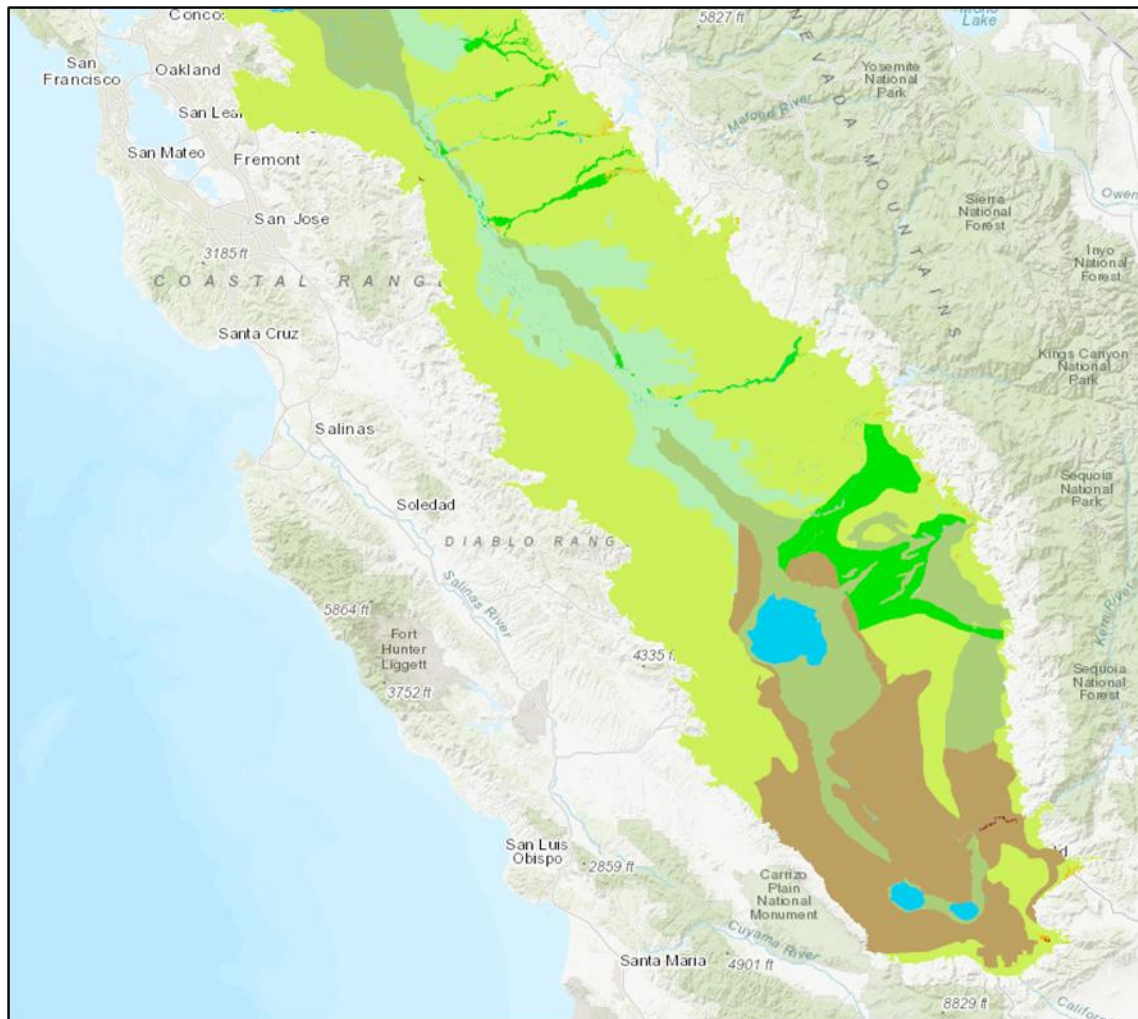 Conco
5827 ft
Mono
Lake
San
Francisco
Oakland
NEVADA MOUNTAINS
Yosemite
National
Park
San Lea
Merced River
San Mateo
Fremont
Owen
San Jose
Sierra
National
Forest
3185 ft
Inyo
National
Forest
COASTAL RANGE
Santa Cruz
Kings Canyon
National
Park
Salinas
Sequoia
National
Park
Soledad
DIABLO RANG
Salinas River
5864 ft
Fort
Hunter
Liggett
4335 ft
Kern River
3752 ft
Sequoia
National
Forest
San Luis
Obispo
2859 ft
ld
Carrizo
Plain
National
Monument
Cuyama River
Santa Maria
4901 ft
8829 ft
Califor